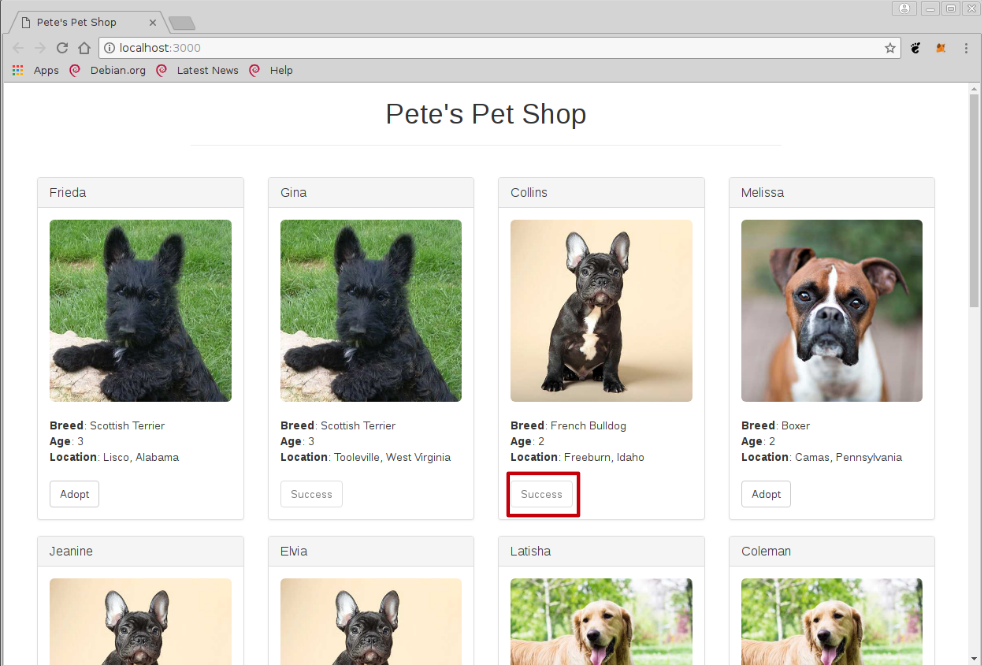 Pete's Pet Shop
localhost:3000
Apps Debian.org Latest News Help
Pete's Pet Shop
Frieda
Breed: Scottish Terrier
Age: 3
Location: Lisco, Alabama
Adopt
Gina
Breed: Scottish Terrier
Age: 3
Location: Tooleville, West Virginia
Success
Collins
Breed: French Bulldog
Age: 2
Location: Freeburn, Idaho
Success
Melissa
Breed: Boxer
Age: 2
Location: Camas, Pennsylvania
Adopt
Jeanine
Elvia
Latisha
Coleman